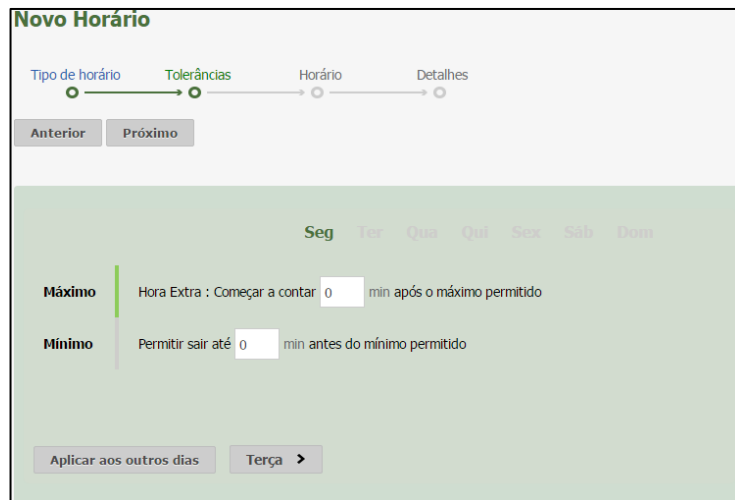 Novo Horário
Tipo de horário Tolerâncias Horário Detalhes
Anterior Próximo
Seg Ter Qua Qui Sex Sáb Dom
Máximo Hora Extra : Começar a contar 0 min após o máximo permitido
Mínimo Permitir sair até 0 min antes do mínimo permitido
Aplicar aos outros dias Terça >